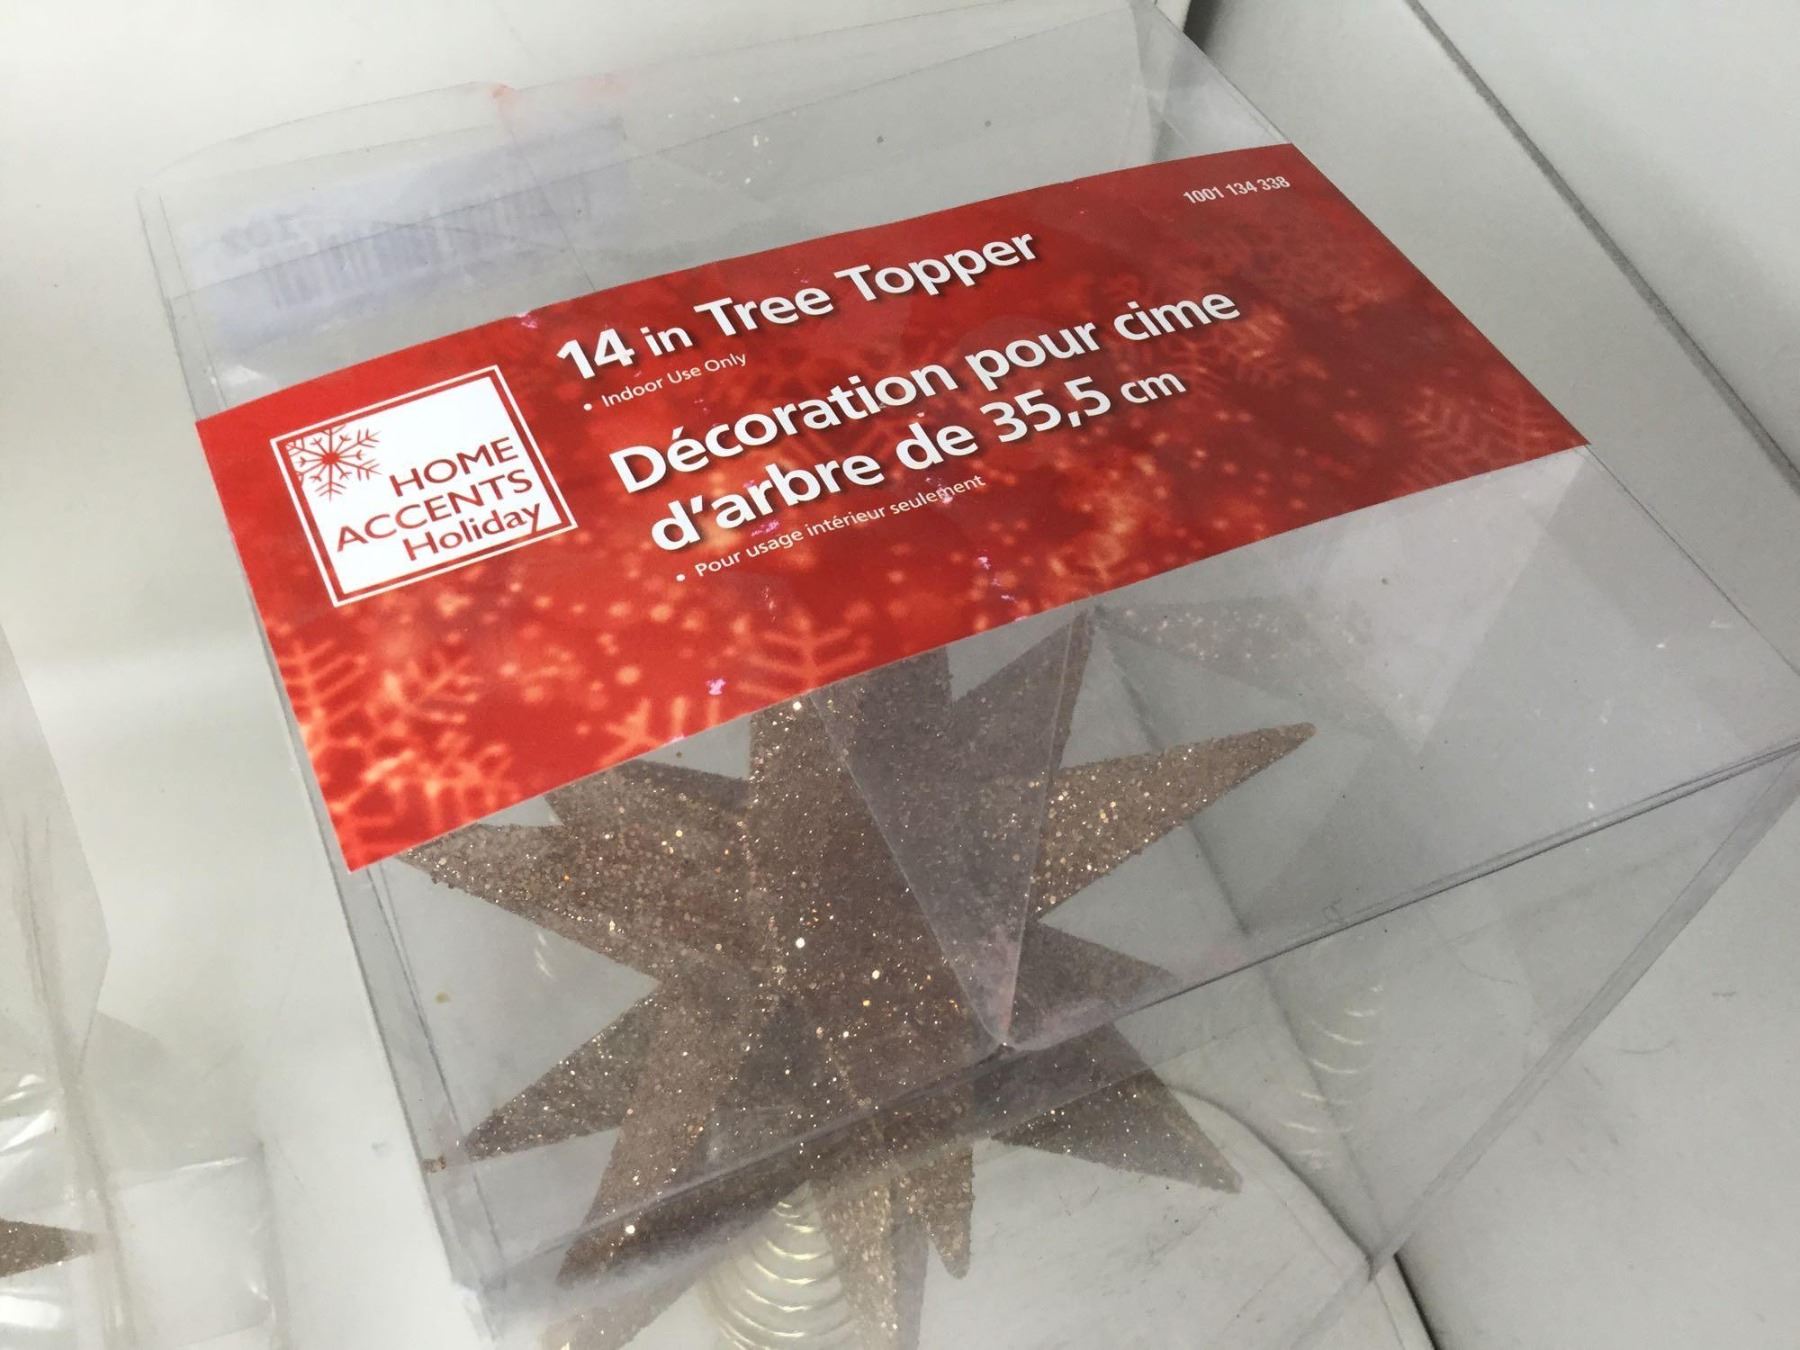 1001 134 338
14 in Tree Topper
• Indoor Use Only
Décoration pour cime
d'arbre de 35,5 cm
• Pour usage intérieur seulement
HOME
ACCENTS
Holiday